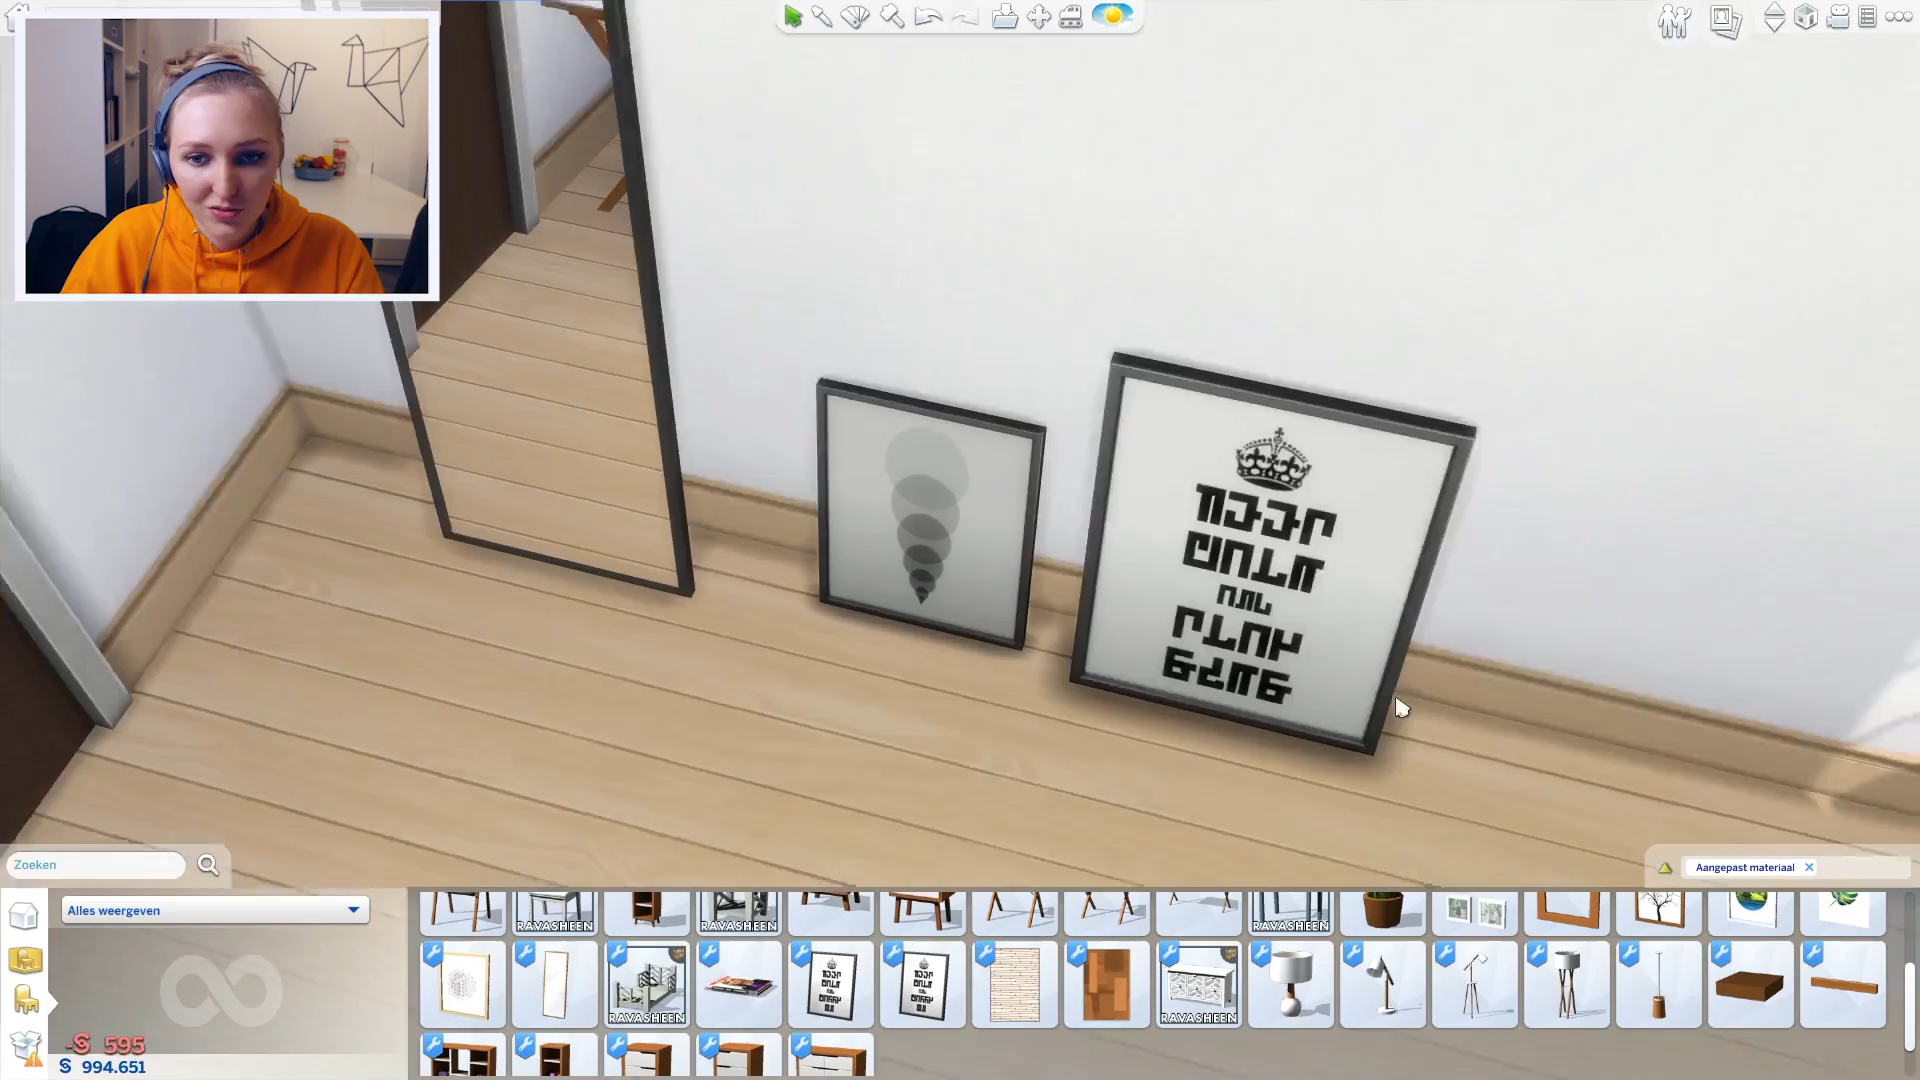 Zoeken
Aangepast materiaal
Alles weergeven
RAVASHEEN
RAVASHEEN
RAVASHEEN
RAVASHEEN
RAVASHEEN
-§ 595
§ 994.651